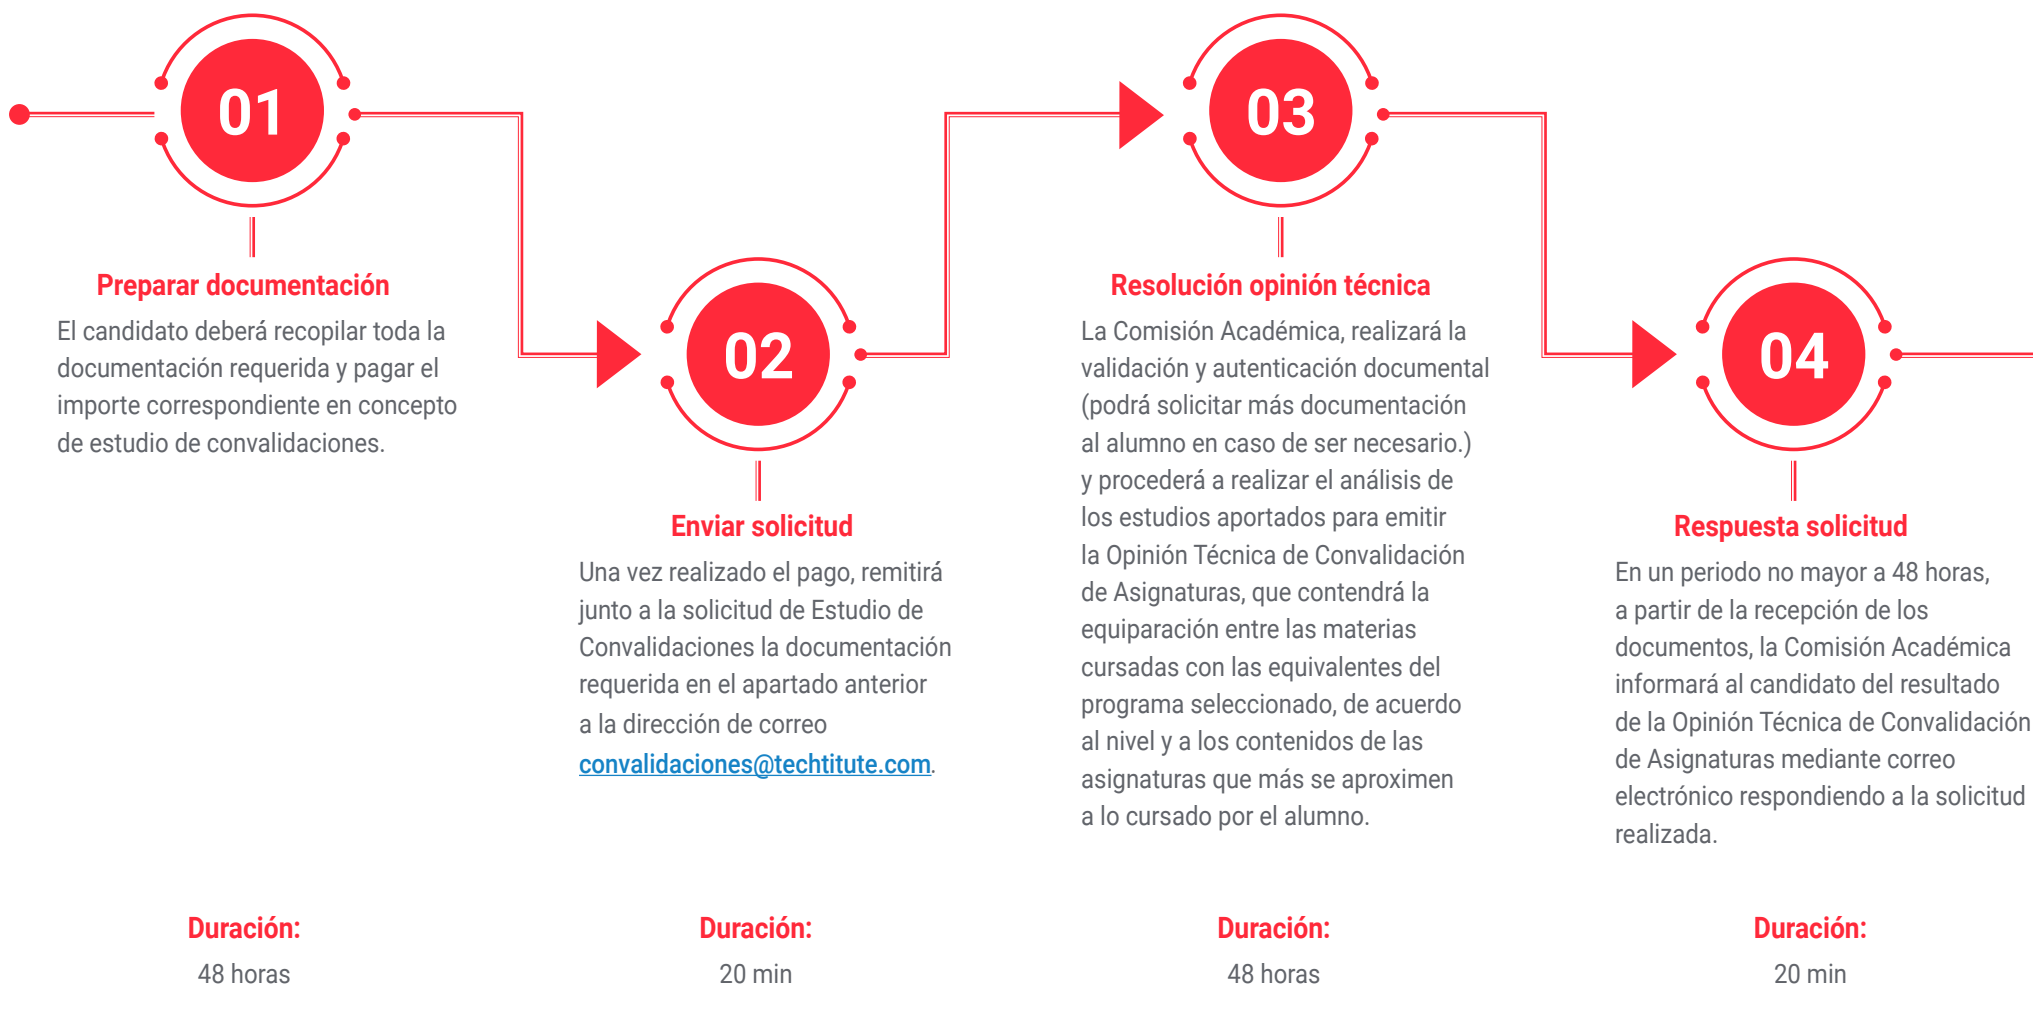 01
Preparar documentación
El candidato deberá recopilar toda la
documentación requerida y pagar el
importe correspondiente en concepto
de estudio de convalidaciones.
Duración:
48 horas
02
Enviar solicitud
Una vez realizado el pago, remitirá
junto a la solicitud de Estudio de
Convalidaciones la documentación
requerida en el apartado anterior
a la dirección de correo
convalidaciones@techtitute.com.
Duración:
20 min
03
Resolución opinión técnica
La Comisión Académica, realizará la
validación y autenticación documental
(podrá solicitar más documentación
al alumno en caso de ser necesario.)
y procederá a realizar el análisis de
los estudios aportados para emitir
la Opinión Técnica de Convalidación
de Asignaturas, que contendrá la
equiparación entre las materias
cursadas con las equivalentes del
programa seleccionado, de acuerdo
al nivel y a los contenidos de las
asignaturas que más se aproximen
a lo cursado por el alumno.
Duración:
48 horas
04
Respuesta solicitud
En un periodo no mayor a 48 horas,
a partir de la recepción de los
documentos, la Comisión Académica
informará al candidato del resultado
de la Opinión Técnica de Convalidación
de Asignaturas mediante correo
electrónico respondiendo a la solicitud
realizada.
Duración:
20 min